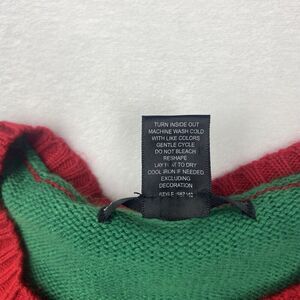 TURN INSIDE OUT
MACHINE WASH COLD
WITH LIKE COLORS
GENTLE CYCLE
DO NOT BLEACH
RESHAPE
LAY FLAT TO DRY
COOL IRON IF NEEDED
EXCLUDING
DECORATION
STYLE